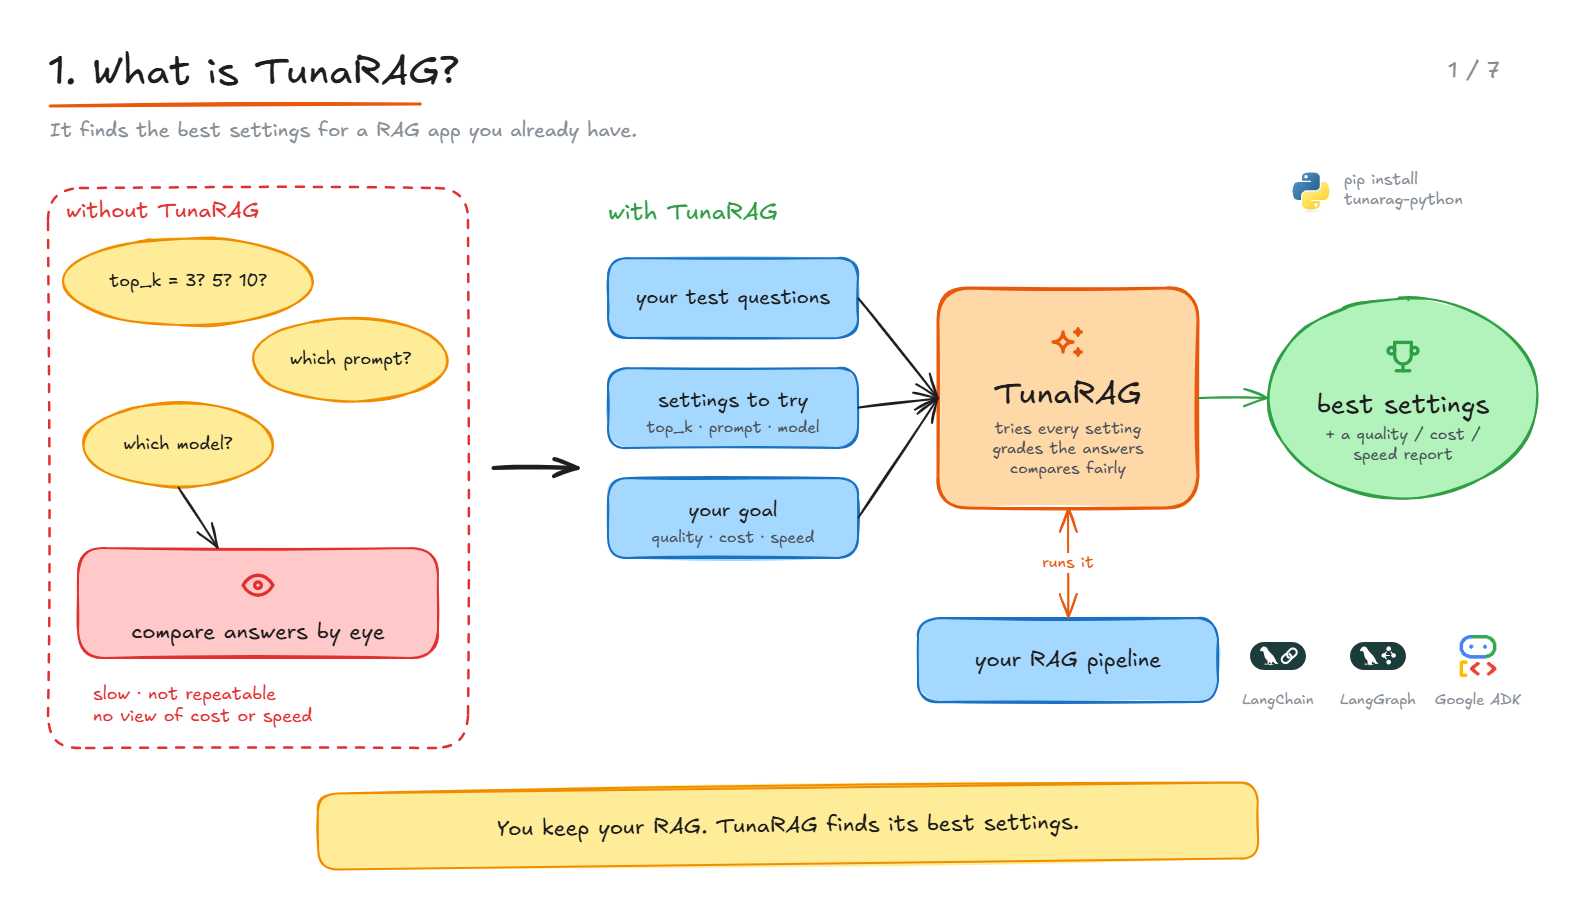 1. What is TunaRAG?
1 / 7
It finds the best settings for a RAG app you already have.
pip install
tunarag-python
without TunaRAG
top_k = 3? 5? 10?
which prompt?
which model?
compare answers by eye
slow · not repeatable
no view of cost or speed
with TunaRAG
your test questions
settings to try
top_k · prompt · model
your goal
quality · cost · speed
TunaRAG
tries every setting
grades the answers
compares fairly
best settings
+ a quality / cost /
speed report
runs it
your RAG pipeline
LangChain
LangGraph
Google ADK
You keep your RAG. TunaRAG finds its best settings.